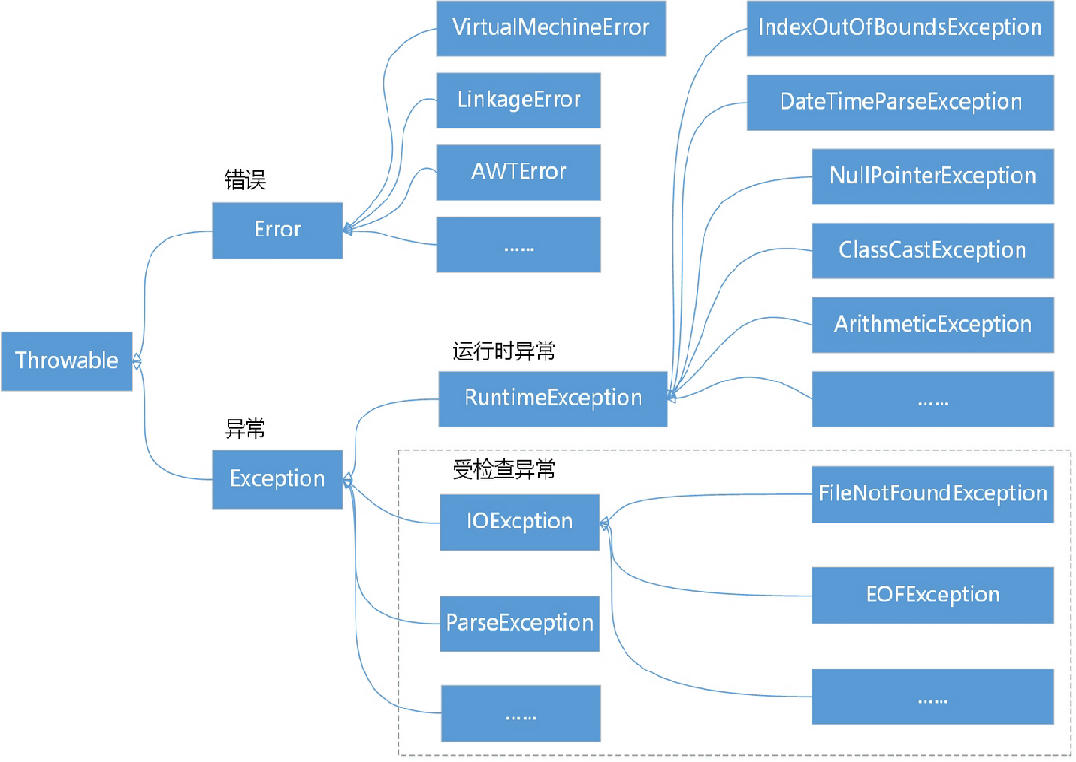 VirtualMechineError
IndexOutOfBoundsException
LinkageError
DateTimeParseException
AWTError
NullPointerException
错误
Error
……
ClassCastException
ArithmeticException
Throwable
运行时异常
RuntimeException
……
异常
Exception
受检查异常
IOExcption
FileNotFoundException
ParseException
EOFException
……
……